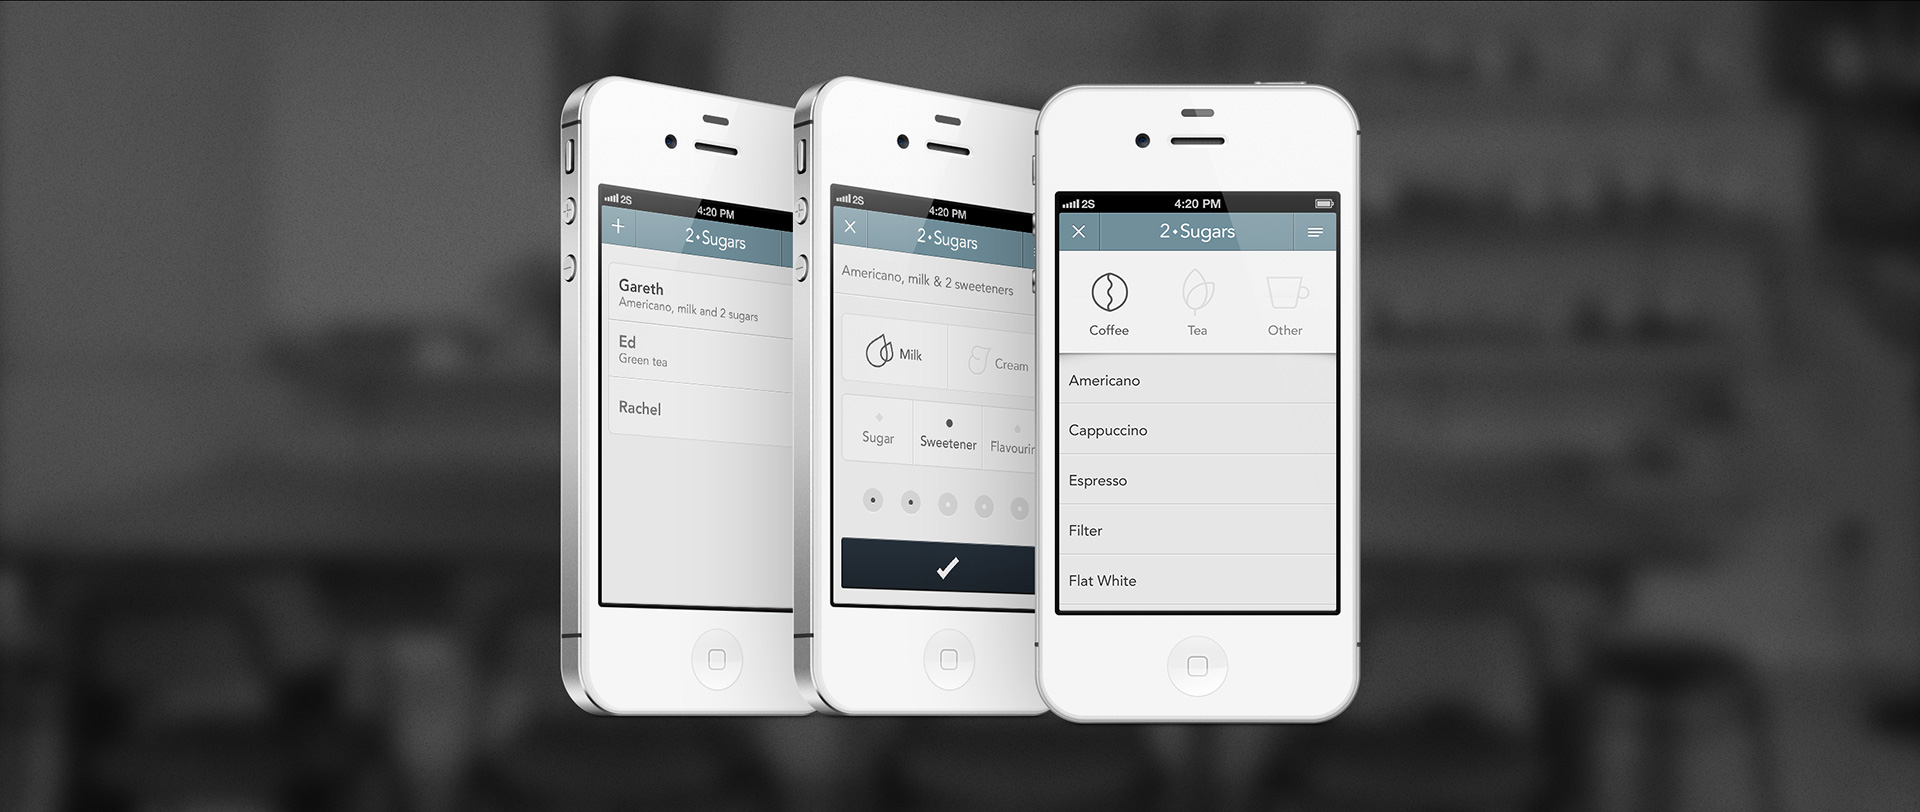 2S
4:20 PM
2 Sugars
Gareth
Americano, milk and 2 sugars
Ed
Green tea
Rachel
2S
4:20 PM
2 Sugars
Americano, milk & 2 sweeteners
Milk
Cream
Sugar
Sweetener
Flavourin
2S
4:20 PM
2 Sugars
Coffee
Tea
Other
Americano
Cappuccino
Espresso
Filter
Flat White